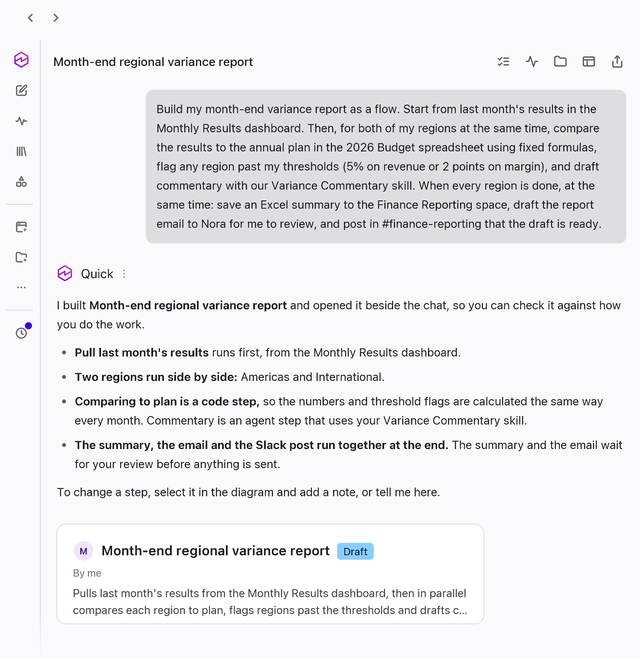 Month-end regional variance report
Build my month-end variance report as a flow. Start from last month's results in the
Monthly Results dashboard. Then, for both of my regions at the same time, compare
the results to the annual plan in the 2026 Budget spreadsheet using fixed formulas,
flag any region past my thresholds (5% on revenue or 2 points on margin), and draft
commentary with our Variance Commentary skill. When every region is done, at the
same time: save an Excel summary to the Finance Reporting space, draft the report
email to Nora for me to review, and post in #finance-reporting that the draft is ready.
Quick
I built Month-end regional variance report and opened it beside the chat, so you can check it against how
you do the work.
• Pull last month's results runs first, from the Monthly Results dashboard.
• Two regions run side by side: Americas and International.
• Comparing to plan is a code step, so the numbers and threshold flags are calculated the same way
every month. Commentary is an agent step that uses your Variance Commentary skill.
• The summary, the email and the Slack post run together at the end. The summary and the email wait
for your review before anything is sent.
To change a step, select it in the diagram and add a note, or tell me here.
M Month-end regional variance report Draft
By me
Pulls last month's results from the Monthly Results dashboard, then in parallel
compares each region to plan, flags regions past the thresholds and drafts c...